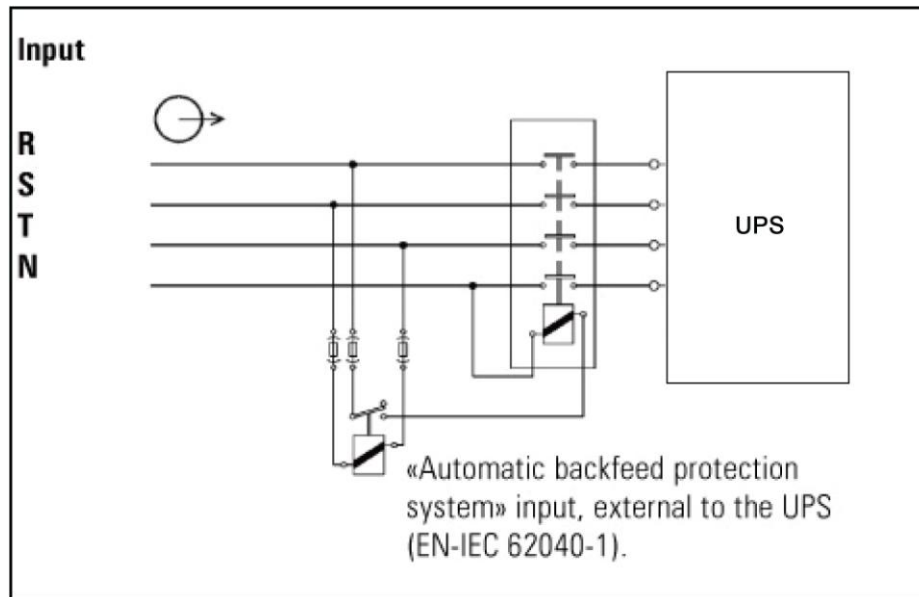 Input
R
S
T
N
UPS
«Automatic backfeed protection
system» input, external to the UPS
(EN-IEC 62040-1).